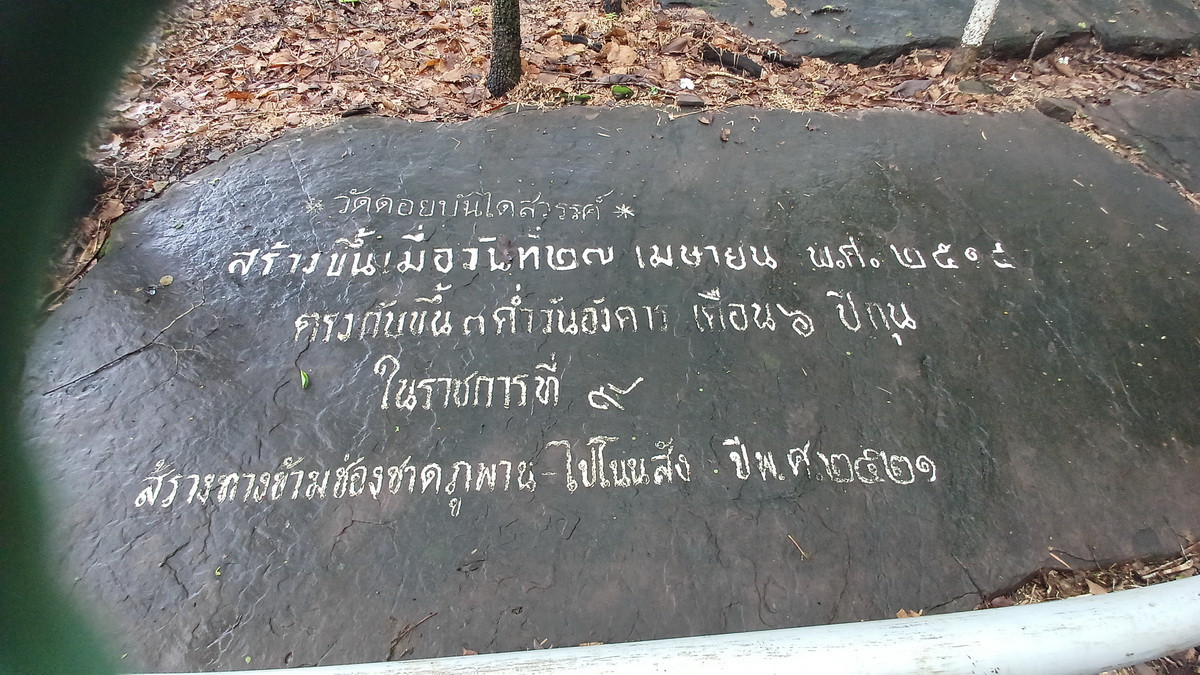 * วัดดอยบันไดสวรรค์ *
สร้างขึ้นเมื่อวันที่๒๗ เมษายน พ.ศ. ๒๕๑๔
ตรงกับขึ้น ๓ ค่ำวันอังคาร เดือน๖ ปีกุน
ในราชการที่ ๙
ส้รางทางข้ามช่องชาดภูพาน-ไปโนนสัง ปีพ.ศ.๒๕๒๑